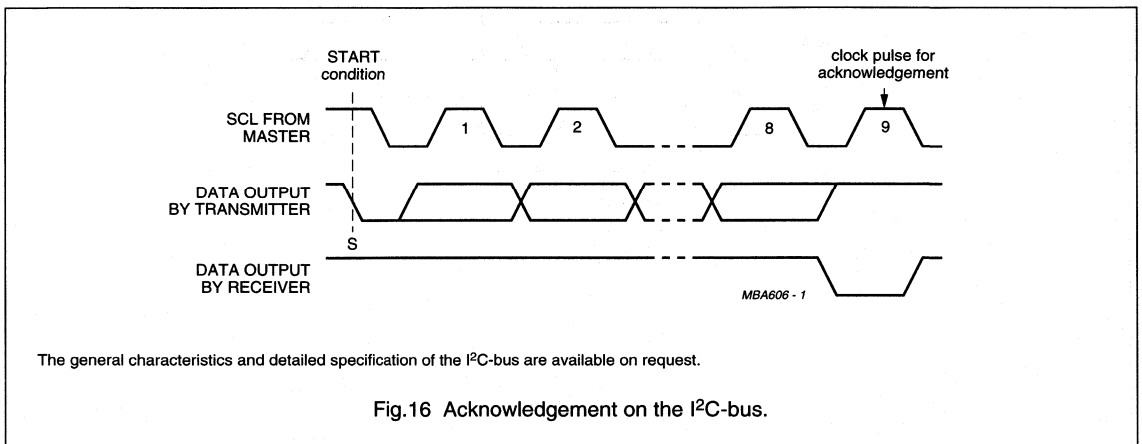 START
condition
clock pulse for
acknowledgement
SCL FROM
MASTER
1
2
8
9
DATA OUTPUT
BY TRANSMITTER
S
DATA OUTPUT
BY RECEIVER
MBA606 - 1
The general characteristics and detailed specification of the I²C-bus are available on request.
Fig.16 Acknowledgement on the I²C-bus.